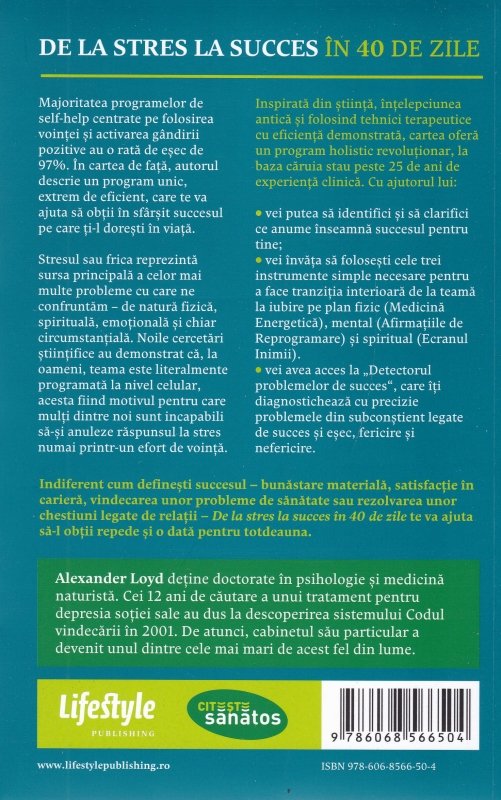 DE LA STRES LA SUCCES ÎN 40 DE ZILE
Majoritatea programelor de
self-help centrate pe folosirea
voinței și activarea gândirii
pozitive au o rată de eșec de
97%. În cartea de față, autorul
descrie un program unic,
extrem de eficient, care te va
ajuta să obții în sfârșit succesul
pe care ți-l dorești în viață.
Stresul sau frica reprezintă
sursa principală a celor mai
multe probleme cu care ne
confruntăm – de natură fizică,
spirituală, emoțională și chiar
circumstanțială. Noile cercetări
științifice au demonstrat că, la
oameni, teama este literalmente
programată la nivel celular,
acesta fiind motivul pentru care
mulți dintre noi sunt incapabili
să-și anuleze răspunsul la stres
numai printr-un efort de voință.
Inspirată din știință, înțelepciunea
antică și folosind tehnici terapeutice
cu eficiență demonstrată, cartea oferă
un program holistic revoluționar, la
baza căruia stau peste 25 de ani de
experiență clinică. Cu ajutorul lui:
• vei putea să identifici și să clarifici
ce anume înseamnă succesul pentru
tine;
• vei învăța să folosești cele trei
instrumente simple necesare pentru
a face tranziția interioară de la teamă
la iubire pe plan fizic (Medicină
Energetică), mental (Afirmațiile de
Reprogramare) și spiritual (Ecranul
Inimii).
• vei avea acces la „Detectorul
problemelor de succes“, care îți
diagnostichează cu precizie
problemele din subconștient legate
de succes și eșec, fericire și
nefericire.
Indiferent cum definești succesul – bunăstare materială, satisfacție în
carieră, vindecarea unor probleme de sănătate sau rezolvarea unor
chestiuni legate de relații – De la stres la succes în 40 de zile te va ajuta
să-l obții repede și o dată pentru totdeauna.
Alexander Loyd deține doctorate în psihologie și medicină
naturistă. Cei 12 ani de căutare a unui tratament pentru
depresia soției sale au dus la descoperirea sistemului Codul
vindecării în 2001. De atunci, cabinetul său particular a
devenit unul dintre cele mai mari de acest fel din lume.
Lifestyle
PUBLISHING
CITEȘTE
sănătos
9 786068 566504
www.lifestylepublishing.ro
ISBN 978-606-8566-50-4